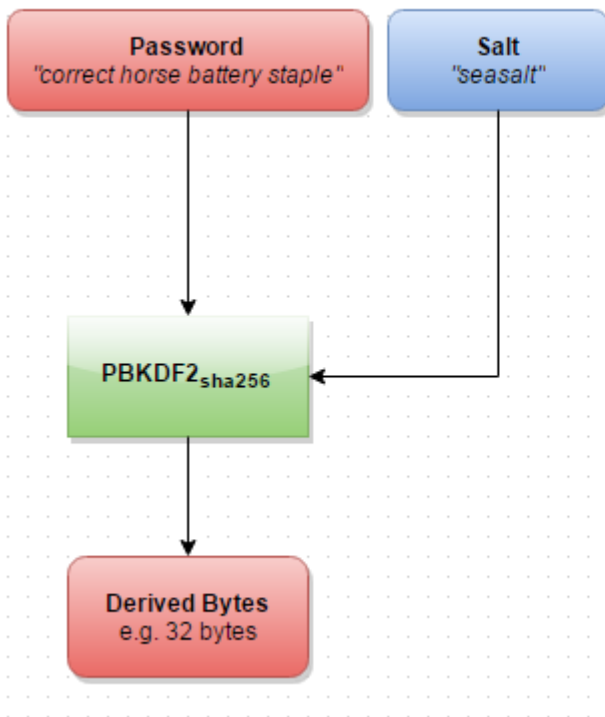 Password
"correct horse battery staple"
Salt
"seasalt"
PBKDF2sha256
Derived Bytes
e.g. 32 bytes